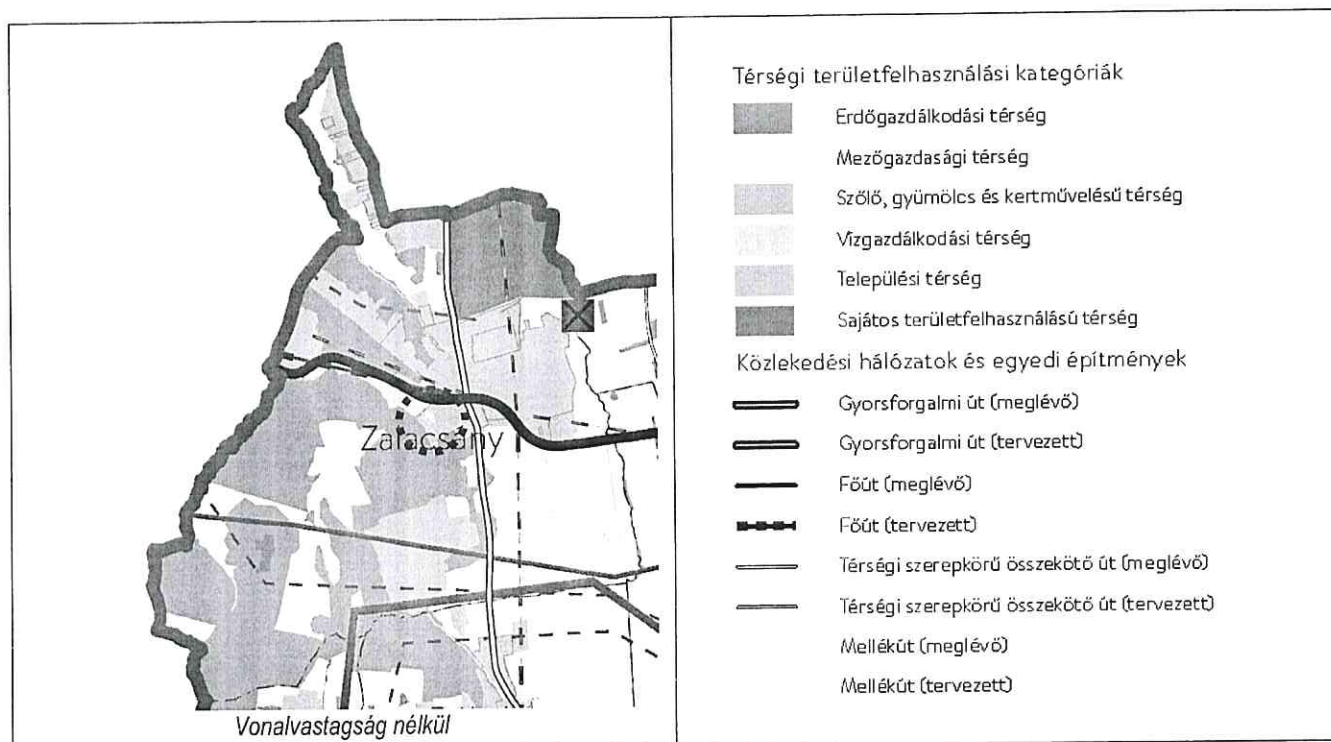 Zalacsány
Vonalvastagság nélkül
Térségi területfelhasználási kategóriák
Erdőgazdálkodási térség
Mezőgazdasági térség
Szőlő, gyümölcs és kertművelésű térség
Vízgazdálkodási térség
Települési térség
Sajátos területfelhasználású térség
Közlekedési hálózatok és egyedi építmények
Gyorsforgalmi út (meglévő)
Gyorsforgalmi út (tervezett)
Főút (meglévő)
Főút (tervezett)
Térségi szerepkörű összekötő út (meglévő)
Térségi szerepkörű összekötő út (tervezett)
Mellékút (meglévő)
Mellékút (tervezett)